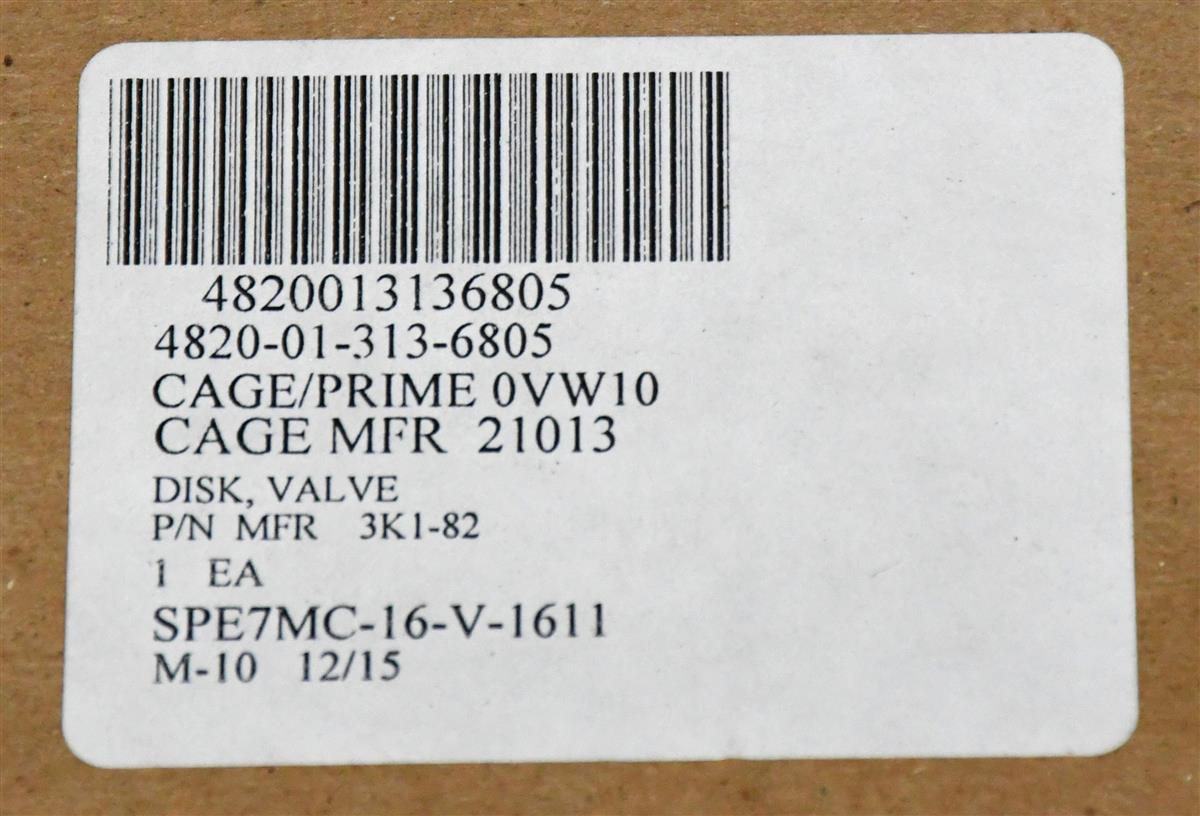 4820013136805
4820-01-313-6805
CAGE/PRIME 0VW10
CAGE MFR 21013
DISK, VALVE
P/N MFR 3K1-82
1 EA
SPE7MC-16-V-1611
M-10 12/15